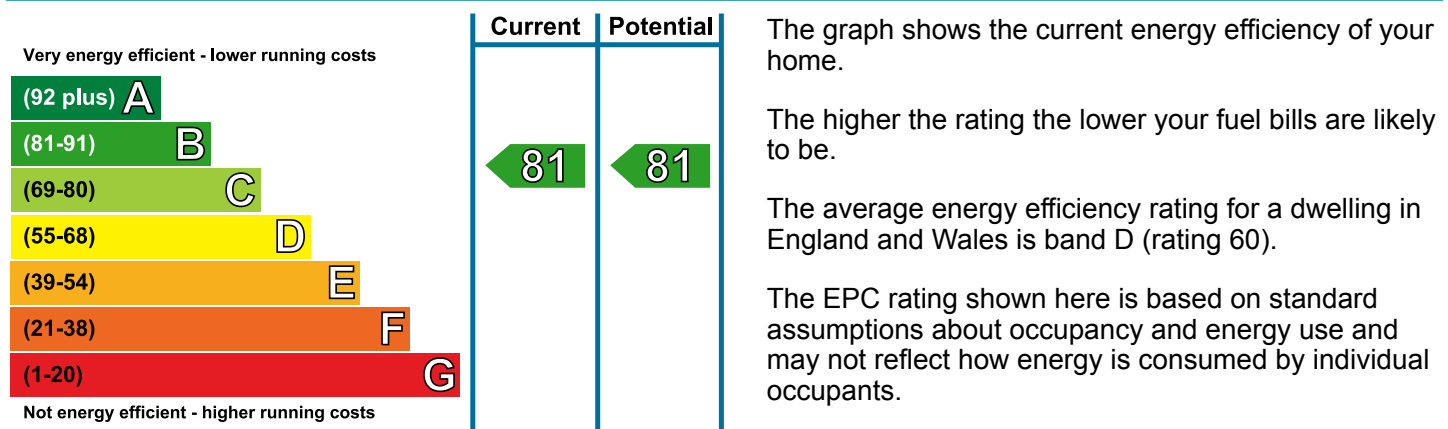 Current Potential
Very energy efficient - lower running costs
(92 plus) A
(81-91) B
(69-80) C
(55-68) D
(39-54) E
(21-38) F
(1-20) G
Not energy efficient - higher running costs
81 81
The graph shows the current energy efficiency of your
home.
The higher the rating the lower your fuel bills are likely
to be.
The average energy efficiency rating for a dwelling in
England and Wales is band D (rating 60).
The EPC rating shown here is based on standard
assumptions about occupancy and energy use and
may not reflect how energy is consumed by individual
occupants.